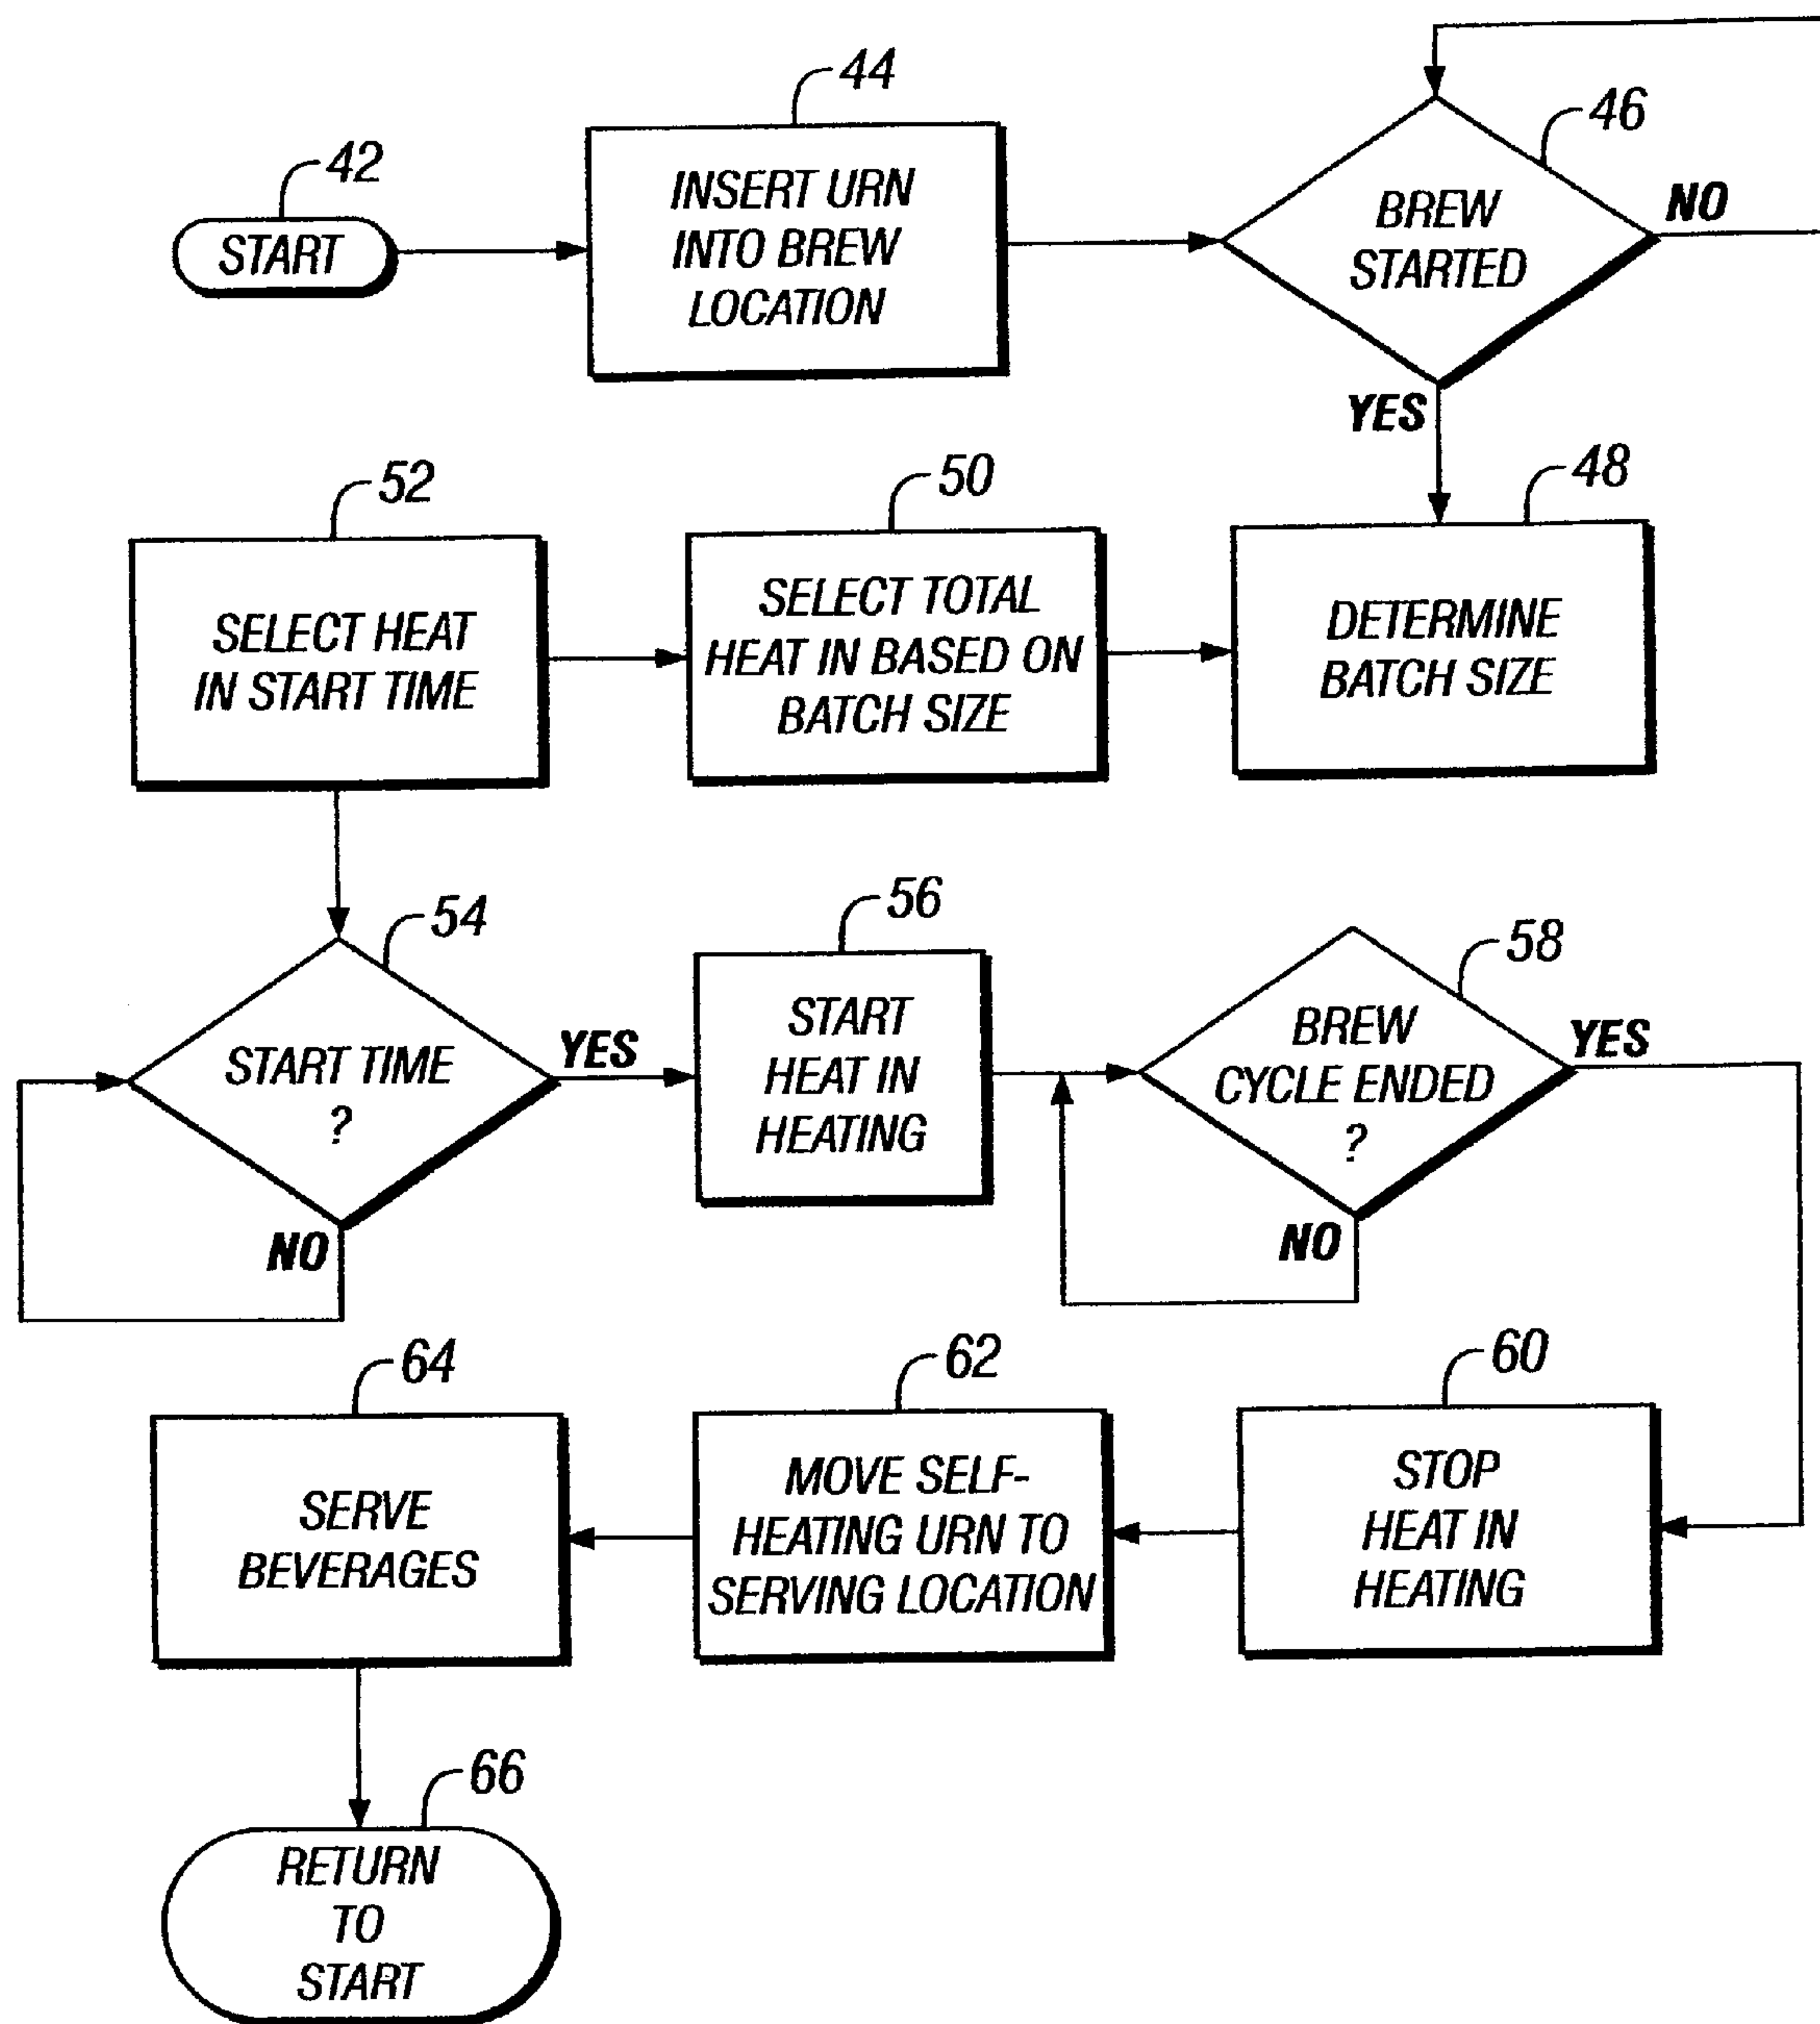 42
START
44
INSERT URN
INTO BREW
LOCATION
46
BREW
STARTED
NO
YES
52
SELECT HEAT
IN START TIME
50
SELECT TOTAL
HEAT IN BASED ON
BATCH SIZE
48
DETERMINE
BATCH SIZE
54
START TIME
?
YES
NO
56
START
HEAT IN
HEATING
58
BREW
CYCLE ENDED
?
YES
NO
64
SERVE
BEVERAGES
62
MOVE SELF-
HEATING URN TO
SERVING LOCATION
60
STOP
HEAT IN
HEATING
66
RETURN
TO
START